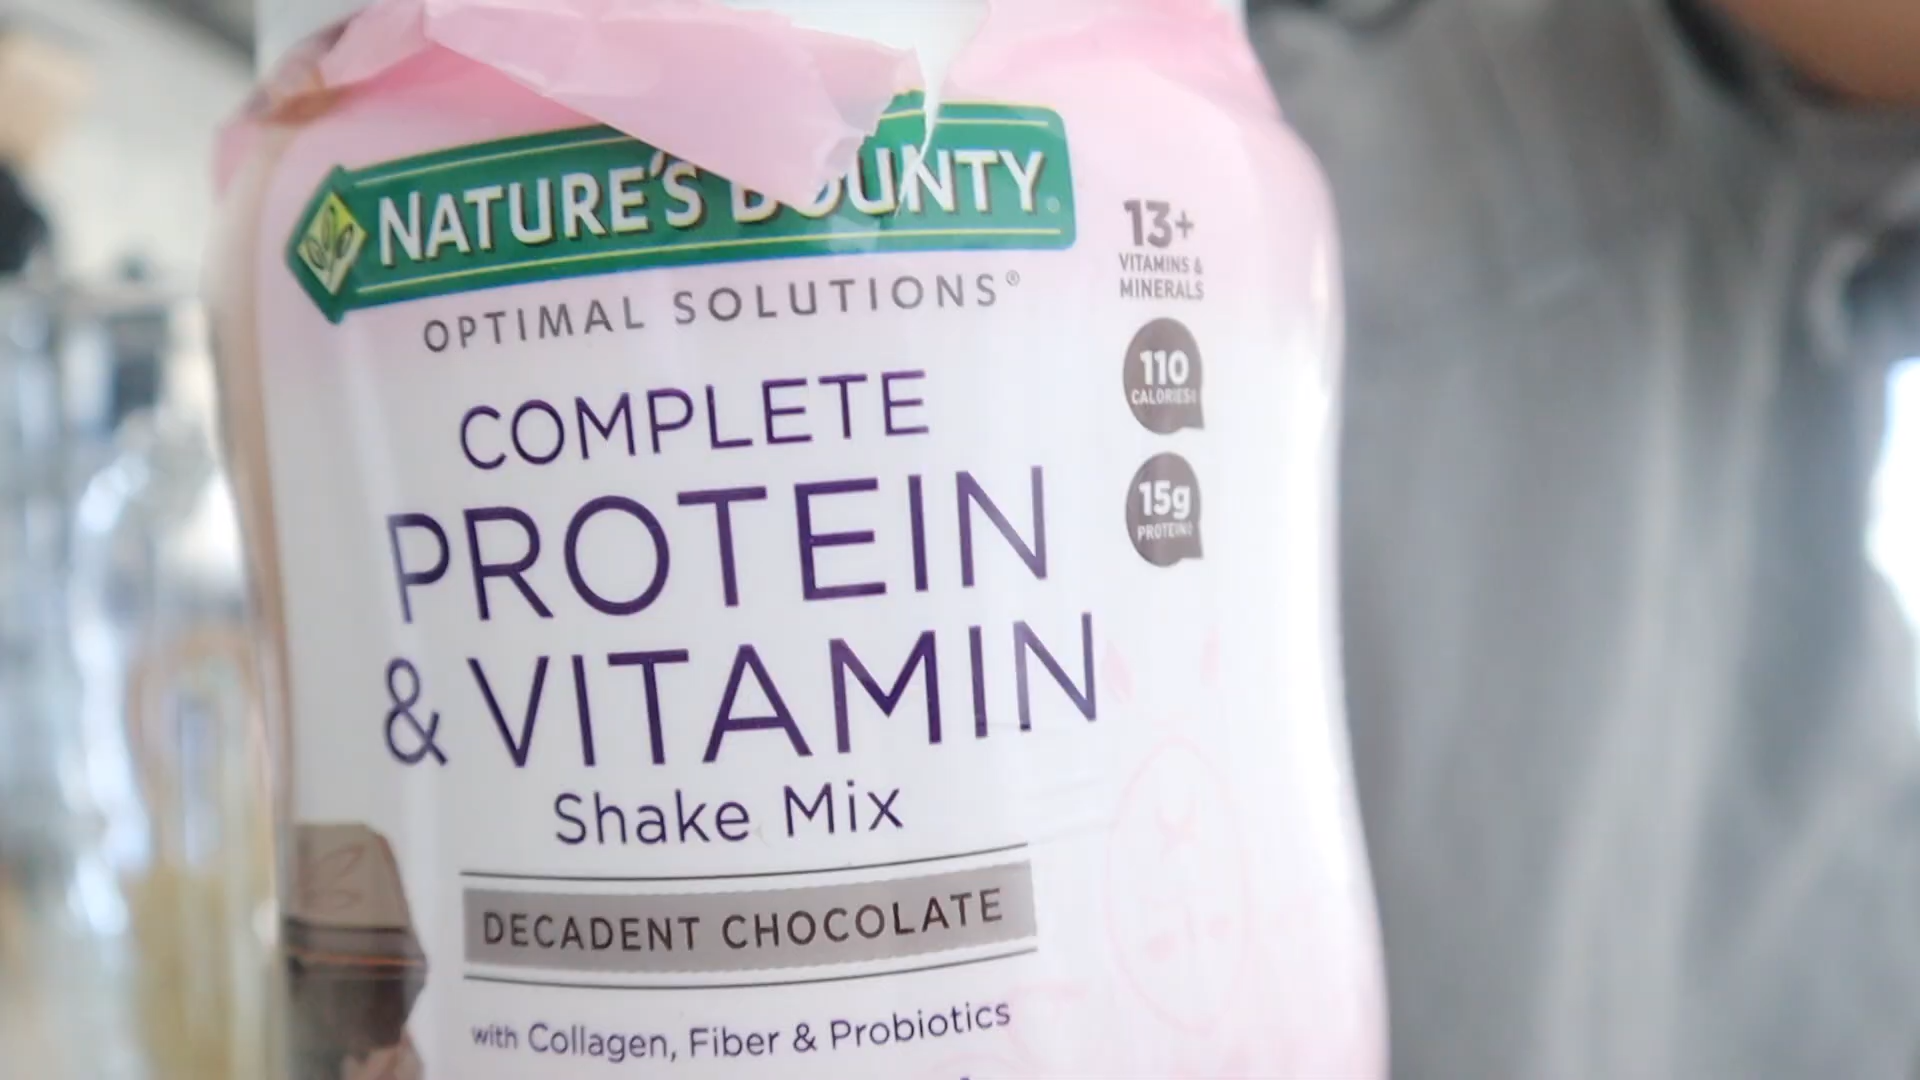 NATURE'S BOUNTY
OPTIMAL SOLUTIONS®
COMPLETE
PROTEIN
& VITAMIN
Shake Mix
DECADENT CHOCOLATE
with Collagen, Fiber & Probiotics
13+
VITAMINS &
MINERALS
110
CALORIES
15g
PROTEIN